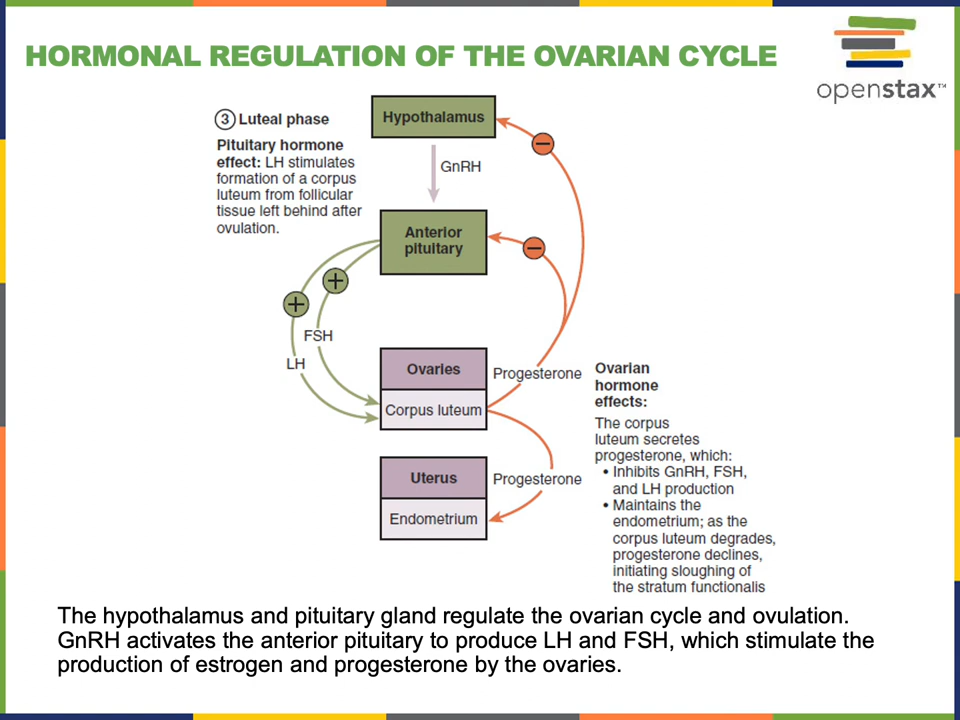 HORMONAL REGULATION OF THE OVARIAN CYCLE
openstax™
3 Luteal phase
Pituitary hormone
effect: LH stimulates
formation of a corpus
luteum from follicular
tissue left behind after
ovulation.
Hypothalamus
−
GnRH
Anterior
pituitary
−
+
+
FSH
LH
Ovaries
Corpus luteum
Progesterone
Uterus
Endometrium
Progesterone
Ovarian
hormone
effects:
The corpus
luteum secretes
progesterone, which:
• Inhibits GnRH, FSH,
and LH production
• Maintains the
endometrium; as the
corpus luteum degrades,
progesterone declines,
initiating sloughing of
the stratum functionalis
The hypothalamus and pituitary gland regulate the ovarian cycle and ovulation.
GnRH activates the anterior pituitary to produce LH and FSH, which stimulate the
production of estrogen and progesterone by the ovaries.